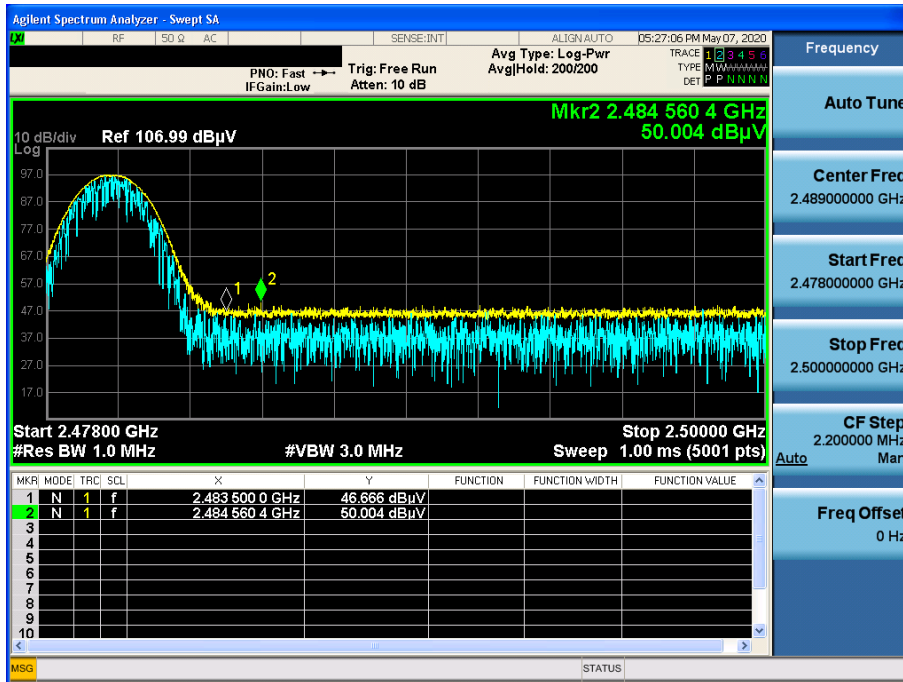 Agilent Spectrum Analyzer - Swept SA
LXI RF 50 Ω AC SENSE:INT ALIGN AUTO 05:27:06 PM May 07, 2020
PNO: Fast
IFGain:Low
Trig: Free Run
Atten: 10 dB
Avg Type: Log-Pwr
Avg|Hold: 200/200
TRACE 1 2 3 4 5 6
TYPE M WWWWW
DET P P N N N N
Mkr2 2.484 560 4 GHz
50.004 dBµV
10 dB/div Ref 106.99 dBµV
Log
97.0
87.0
77.0
67.0
57.0
47.0
37.0
27.0
17.0
1
2
Start 2.47800 GHz Stop 2.50000 GHz
#Res BW 1.0 MHz #VBW 3.0 MHz Sweep 1.00 ms (5001 pts)
MKR MODE TRC SCL X Y FUNCTION FUNCTION WIDTH FUNCTION VALUE
1 N 1 f 2.483 500 0 GHz 46.666 dBµV
2 N 1 f 2.484 560 4 GHz 50.004 dBµV
3
4
5
6
7
8
9
10
MSG STATUS
Frequency
Auto Tune
Center Freq
2.489000000 GHz
Start Freq
2.478000000 GHz
Stop Freq
2.500000000 GHz
CF Step
2.200000 MHz
Auto Man
Freq Offset
0 Hz